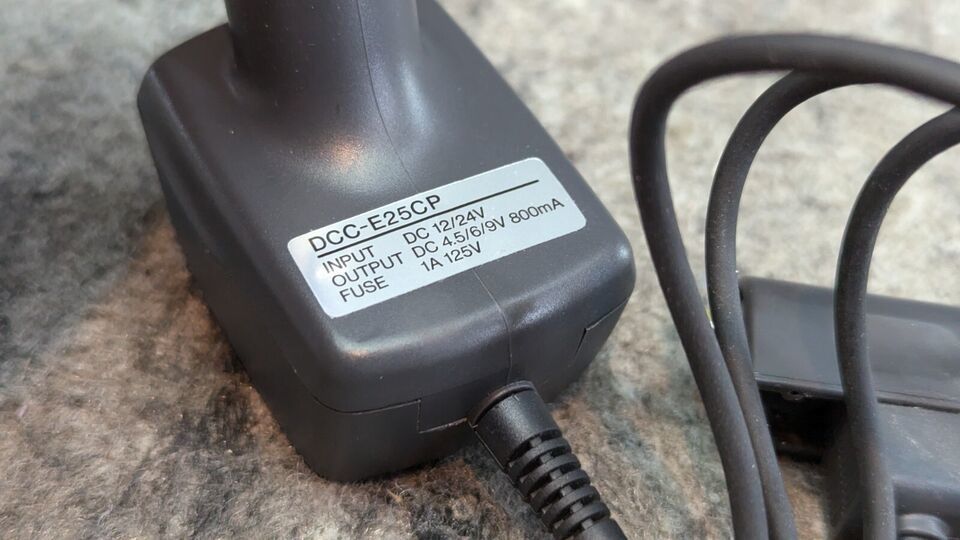 DCC-E25CP
INPUT DC 12/24V
OUTPUT DC 4.5/6/9V 800mA
FUSE 1A 125V